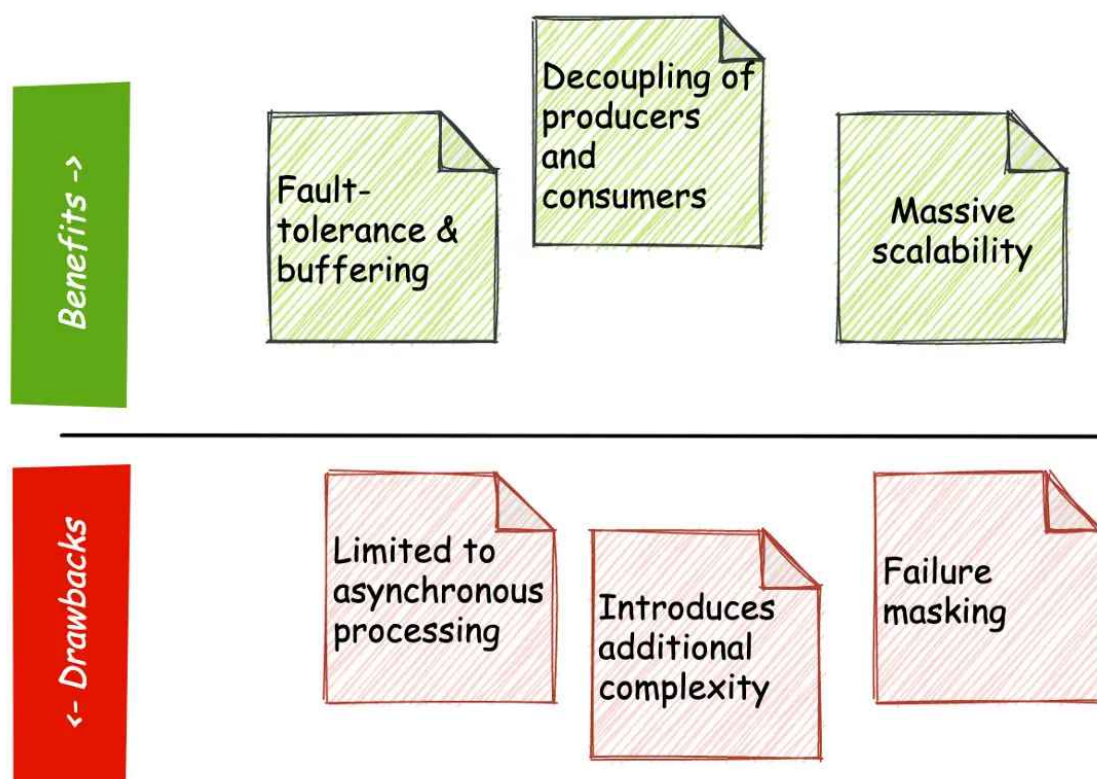 Benefits ->
Fault-
tolerance &
buffering
Decoupling of
producers
and
consumers
Massive
scalability
<- Drawbacks
Limited to
asynchronous
processing
Introduces
additional
complexity
Failure
masking